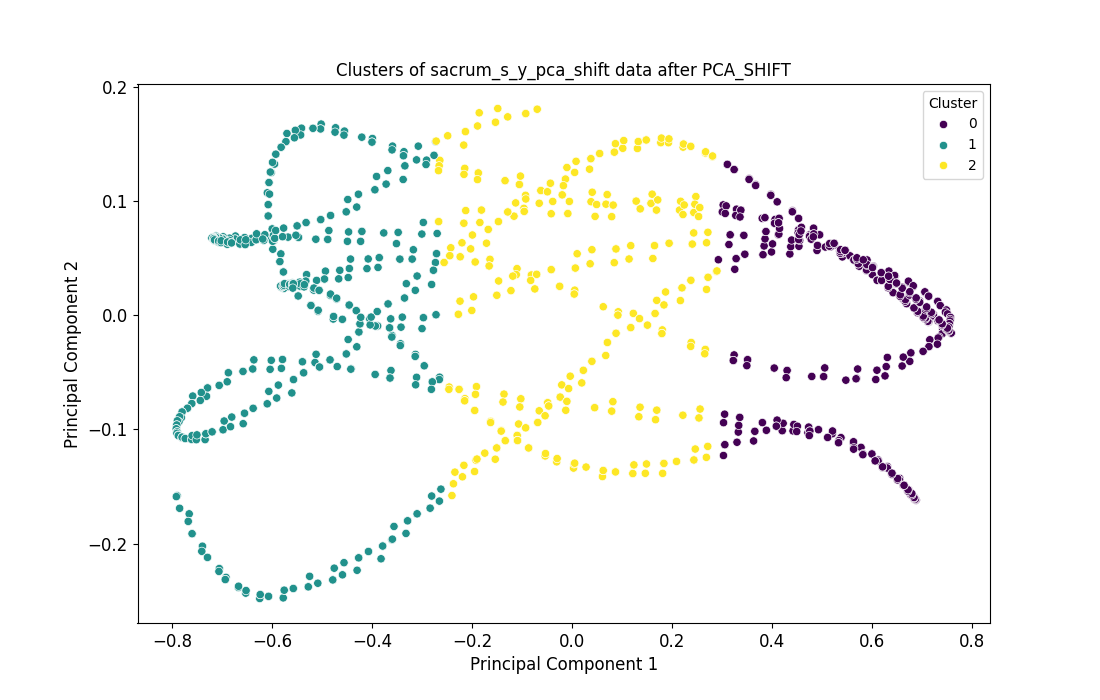 Clusters of sacrum_s_y_pca_shift data after PCA_SHIFT
Cluster
0
1
2
0.2
0.1
0.0
−0.1
−0.2
Principal Component 2
−0.8 −0.6 −0.4 −0.2 0.0 0.2 0.4 0.6 0.8
Principal Component 1